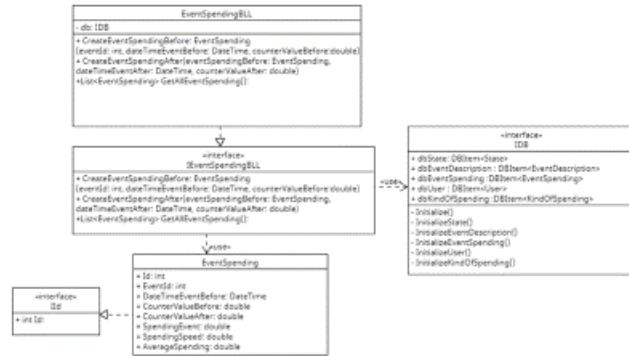 EventSpendingBLL
- db: IDB
+ CreateEventSpendingBefore: EventSpending
(eventId: int, dateTimeEventBefore: DateTime, counterValueBefore:double)
+ CreateEventSpendingAfter(eventSpendingBefore: EventSpending,
dateTimeEventAfter: DateTime, counterValueAfter: double)
+List<EventSpending> GetAllEventSpending():
«interface»
IEventSpendingBLL
+ CreateEventSpendingBefore: EventSpending
(eventId: int, dateTimeEventBefore: DateTime, counterValueBefore:double)
+ CreateEventSpendingAfter(eventSpendingBefore: EventSpending,
dateTimeEventAfter: DateTime, counterValueAfter: double)
+List<EventSpending> GetAllEventSpending():
«use»
«interface»
IDB
+ dbState: DBItem<State>
+ dbEventDescription : DBItem<EventDescription>
+ dbEventSpending: DBItem<EventSpending>
+ dbUser : DBItem<User>
+ dbKindOfSpending :DBItem<KindOfSpending>
- Initialize()
- InitializeState()
- InitializeEventDescription()
- InitializeEventSpending()
- InitializeUser()
- InitializeKindOfSpending()
«use»
EventSpending
+ Id: int
+ EventId: int
+ DateTimeEventBefore: DateTime
+ CounterValueBefore: double
+ CounterValueAfter: double
+ SpendingEvent: double
+ SpendingSpeed: double
+ AverageSpending: double
«interface»
IId
+ int Id: